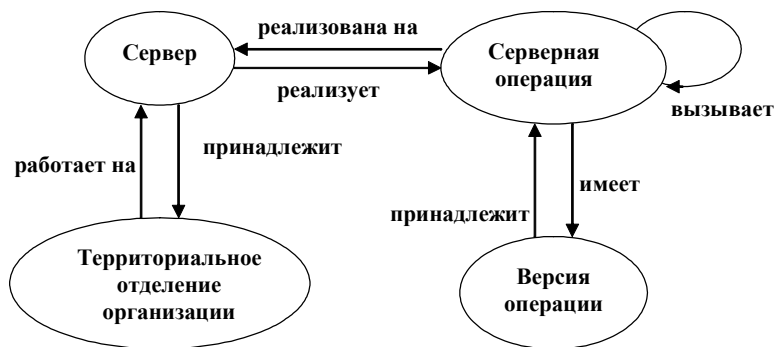 Сервер
реализована на
Серверная
операция
реализует
вызывает
работает на
принадлежит
принадлежит
имеет
Территориальное
отделение
организации
Версия
операции